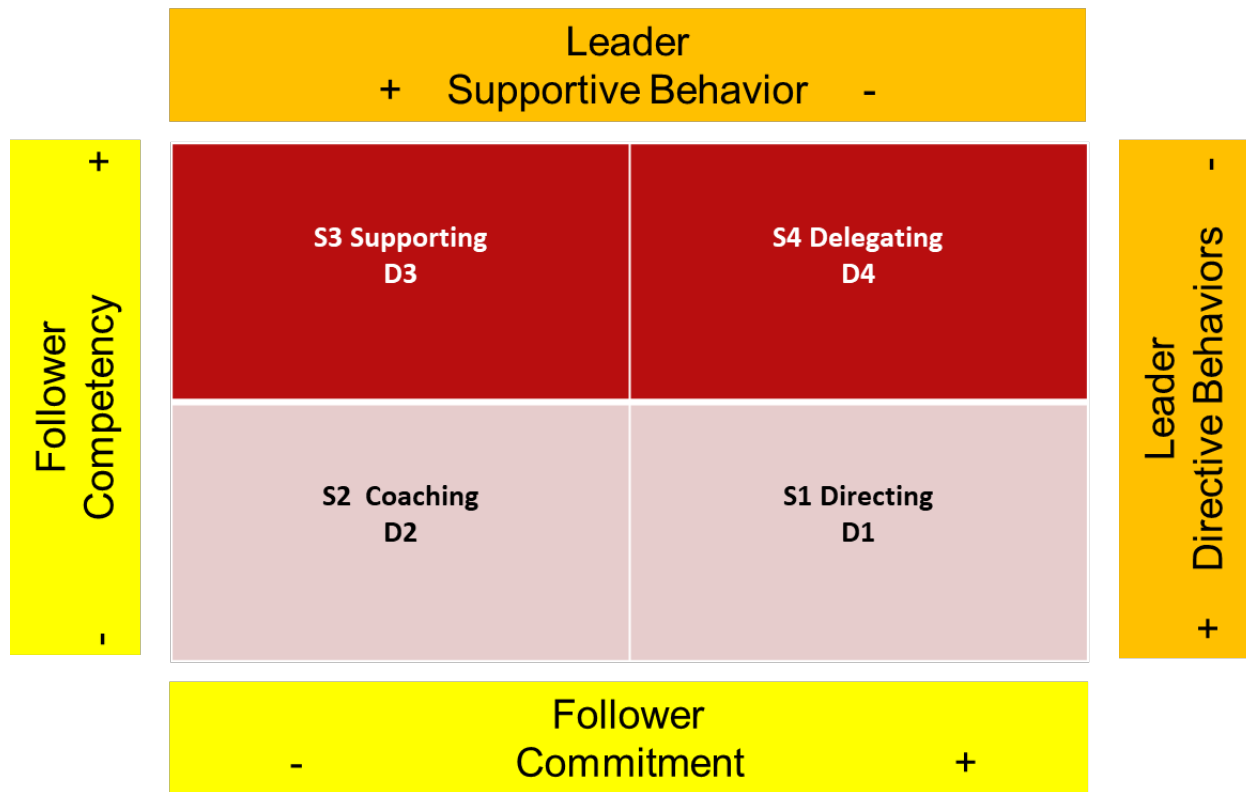 Leader
+ Supportive Behavior -
Follower
Competency
+
-
S3 Supporting
D3
S4 Delegating
D4
S2 Coaching
D2
S1 Directing
D1
Leader
Directive Behaviors
-
+
Follower
- Commitment +